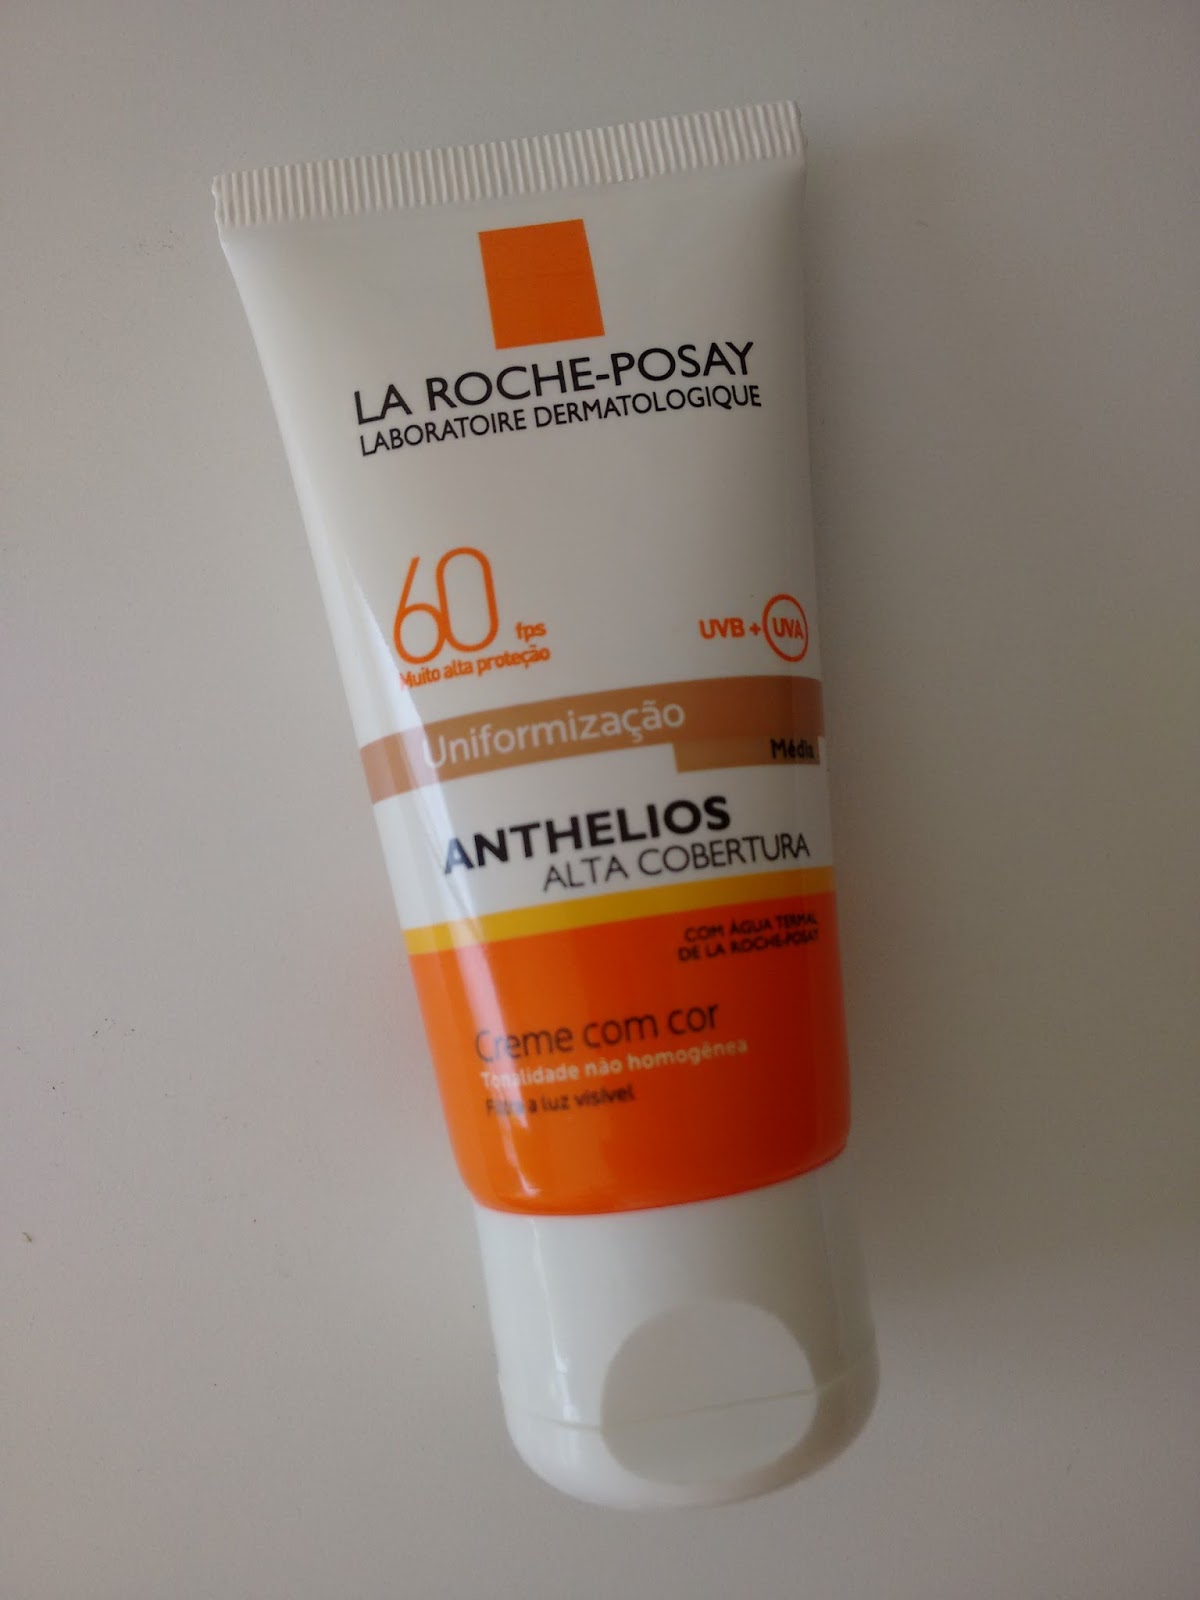 LA ROCHE-POSAY
LABORATOIRE DERMATOLOGIQUE
60 fps
Muito alta proteção
UVB + UVA
Uniformização
Média
ANTHELIOS
ALTA COBERTURA
COM ÁGUA TERMAL
DE LA ROCHE-POSAY
Creme com cor
Tonalidade não homogênea
a luz visível